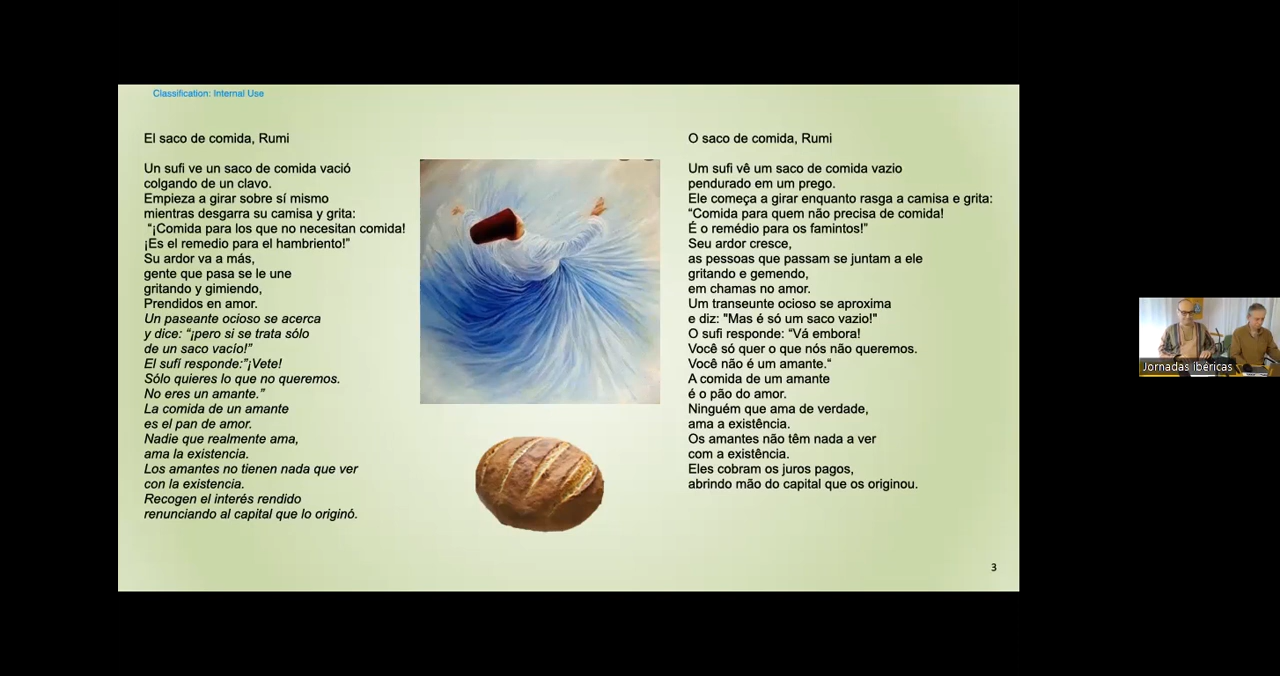 Classification: Internal Use
El saco de comida, Rumi
Un sufi ve un saco de comida vació
colgando de un clavo.
Empieza a girar sobre sí mismo
mientras desgarra su camisa y grita:
“¡Comida para los que no necesitan comida!
¡Es el remedio para el hambriento!”
Su ardor va a más,
gente que pasa se le une
gritando y gimiendo,
Prendidos en amor.
Un paseante ocioso se acerca
y dice: “¡pero si se trata sólo
de un saco vacío!”
El sufí responde:”¡Vete!
Sólo quieres lo que no queremos.
No eres un amante.”
La comida de un amante
es el pan de amor.
Nadie que realmente ama,
ama la existencia.
Los amantes no tienen nada que ver
con la existencia.
Recogen el interés rendido
renunciando al capital que lo originó.
O saco de comida, Rumi
Um sufi vê um saco de comida vazio
pendurado em um prego.
Ele começa a girar enquanto rasga a camisa e grita:
“Comida para quem não precisa de comida!
É o remédio para os famintos!”
Seu ardor cresce,
as pessoas que passam se juntam a ele
gritando e gemendo,
em chamas no amor.
Um transeunte ocioso se aproxima
e diz: "Mas é só um saco vazio!"
O sufi responde: “Vá embora!
Você só quer o que nós não queremos.
Você não é um amante.“
A comida de um amante
é o pão do amor.
Ninguém que ama de verdade,
ama a existência.
Os amantes não têm nada a ver
com a existência.
Eles cobram os juros pagos,
abrindo mão do capital que os originou.
3
Jornadas ibéricas